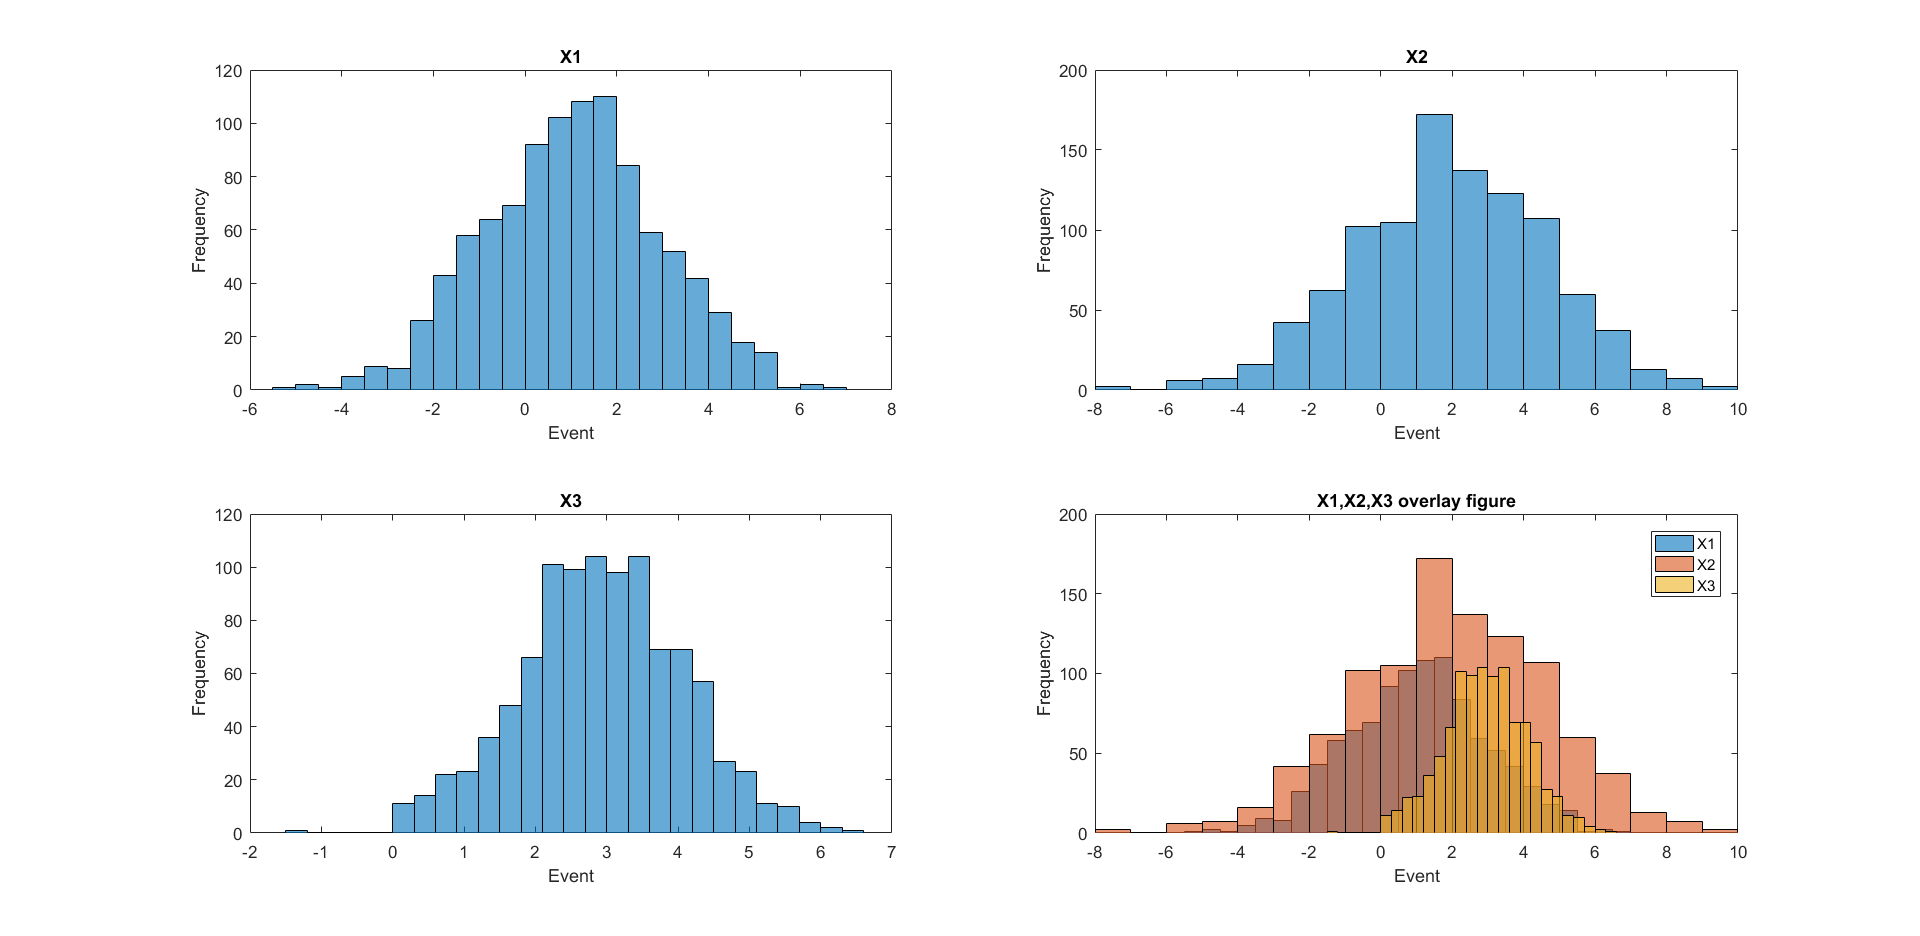 X1
120
100
80
60
40
20
0
Frequency
-6 -4 -2 0 2 4 6 8
Event
X2
200
150
100
50
0
Frequency
-8 -6 -4 -2 0 2 4 6 8 10
Event
X3
120
100
80
60
40
20
0
Frequency
-2 -1 0 1 2 3 4 5 6 7
Event
X1,X2,X3 overlay figure
200
150
100
50
0
Frequency
-8 -6 -4 -2 0 2 4 6 8 10
Event
X1
X2
X3